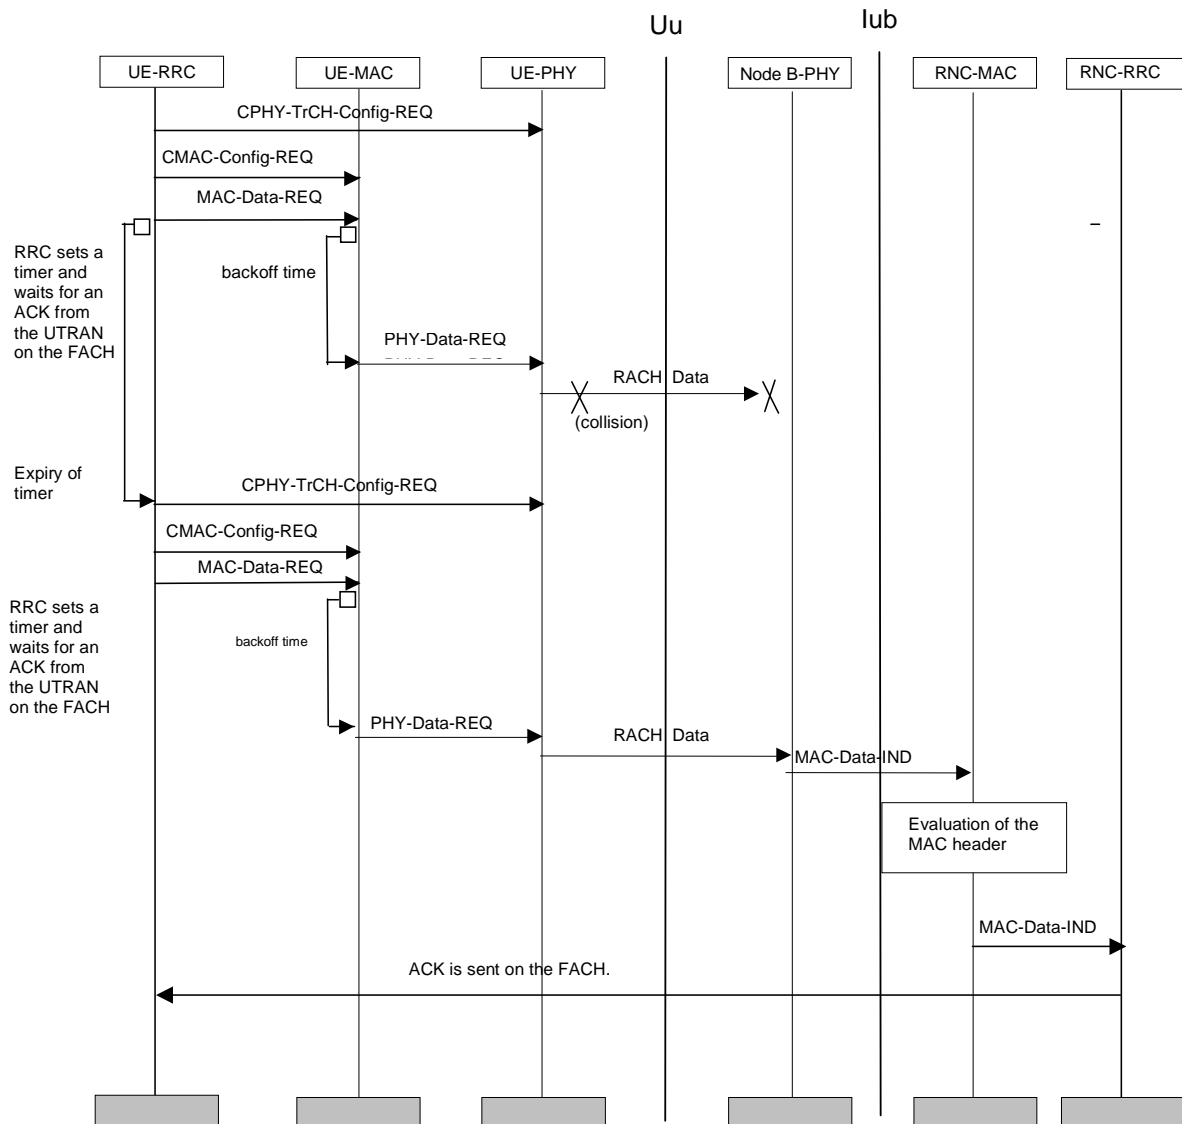 Uu
Iub
UE-RRC
UE-MAC
UE-PHY
Node B-PHY
RNC-MAC
RNC-RRC
CPHY-TrCH-Config-REQ
CMAC-Config-REQ
MAC-Data-REQ
RRC sets a
timer and
waits for an
ACK from
the UTRAN
on the FACH
backoff time
PHY-Data-REQ
RACH Data
(collision)
Expiry of
timer
CPHY-TrCH-Config-REQ
CMAC-Config-REQ
MAC-Data-REQ
RRC sets a
timer and
waits for an
ACK from
the UTRAN
on the FACH
backoff time
PHY-Data-REQ
RACH Data
MAC-Data-IND
Evaluation of the
MAC header
MAC-Data-IND
ACK is sent on the FACH.